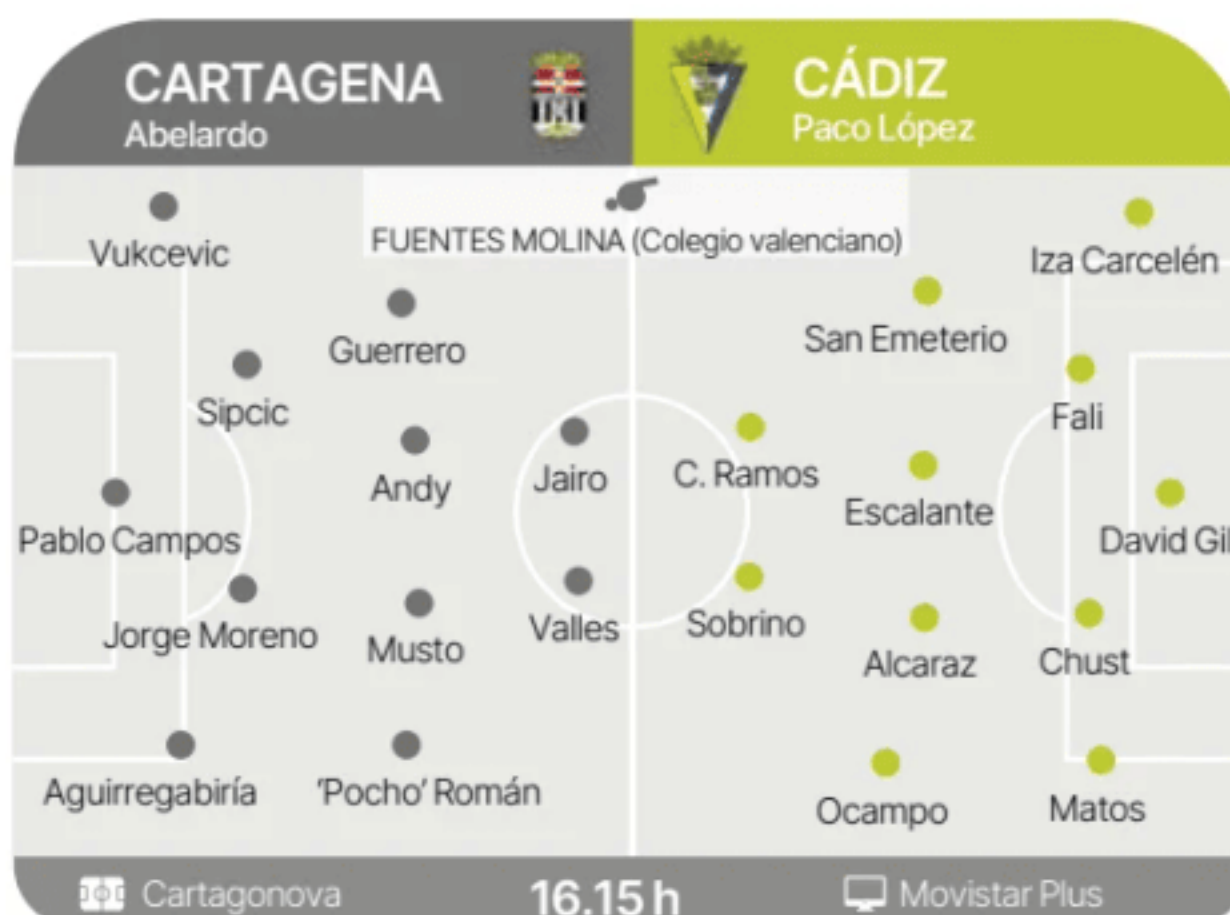 CARTAGENA
Abelardo
CÁDIZ
Paco López
FUENTES MOLINA (Colegio valenciano)
Vukcevic
Guerrero
Sipcic
Andy
Jairo
Pablo Campos
Jorge Moreno
Musto
Valles
Aguirregabiría
‘Pocho’ Román
Iza Carcelén
San Emeterio
Fali
C. Ramos
Escalante
David Gil
Sobrino
Alcaraz
Chust
Ocampo
Matos
Cartagonova
16.15 h
Movistar Plus